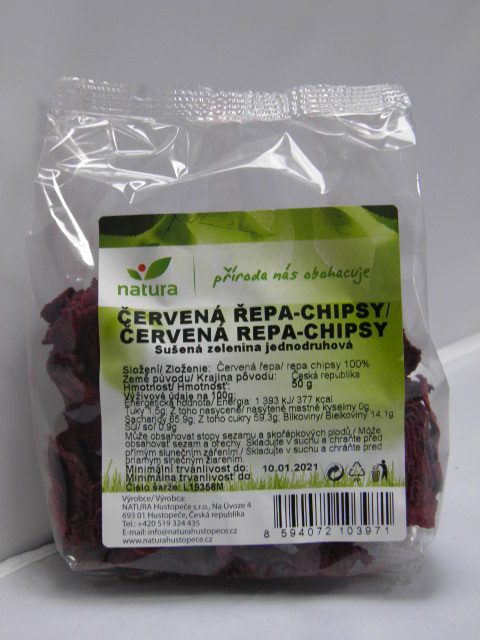 natura
příroda nás obohacuje
ČERVENÁ ŘEPA-CHIPSY/
ČERVENÁ REPA-CHIPSY
Sušená zelenina jednodruhová
Složení/ Zloženie: Červená řepa/ repa chipsy 100%
Země původu/ Krajina pôvodu: Česká republika
Hmotnost/ Hmotnosť: 50 g
Výživové údaje na 100g:
Energetická hodnota/ Energia: 1 393 kJ/ 377 kcal
Tuky 1,5g. Z toho nasycené/ nasýtené mastné kyseliny 0g.
Sacharidy 65,9g. Z toho cukry 59,3g. Bílkoviny/ Bielkoviny 14,1g.
Sůl/ soľ 0,9g.
Může obsahovat stopy sezamu a skořápkových plodů./ Môže
obsahovať sezam a orechy. Skladujte v suchu a chraňte před
přímým slunečním zářením./ Skladujte v suchu a chráňte pred
priamym slnečným žiarením.
Minimální trvanlivost do: 10.01.2021
Minimálna trvanlivosť do
Číslo šarže: L19358M
Výrobce/ Výrobca:
NATURA Hustopeče s.r.o., Na Úvoze 4
693 01 Hustopeče, Česká republika
Tel.: +420 519 324 435
E-mail: info@naturahustopece.cz
www.naturahustopece.cz
8 594072 103971